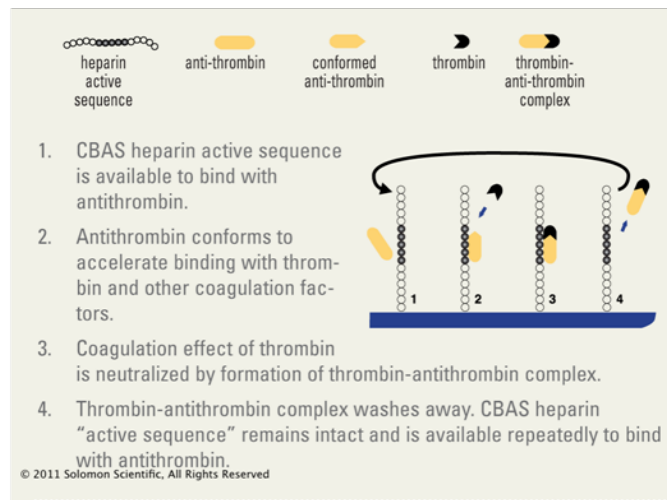 heparin
active
sequence
anti-thrombin
conformed
anti-thrombin
thrombin
thrombin-
anti-thrombin
complex
1. CBAS heparin active sequence
is available to bind with
antithrombin.
2. Antithrombin conforms to
accelerate binding with throm-
bin and other coagulation fac-
tors.
3. Coagulation effect of thrombin
is neutralized by formation of thrombin-antithrombin complex.
4. Thrombin-antithrombin complex washes away. CBAS heparin
“active sequence” remains intact and is available repeatedly to bind
with antithrombin.
1 2 3 4
© 2011 Solomon Scientific, All Rights Reserved